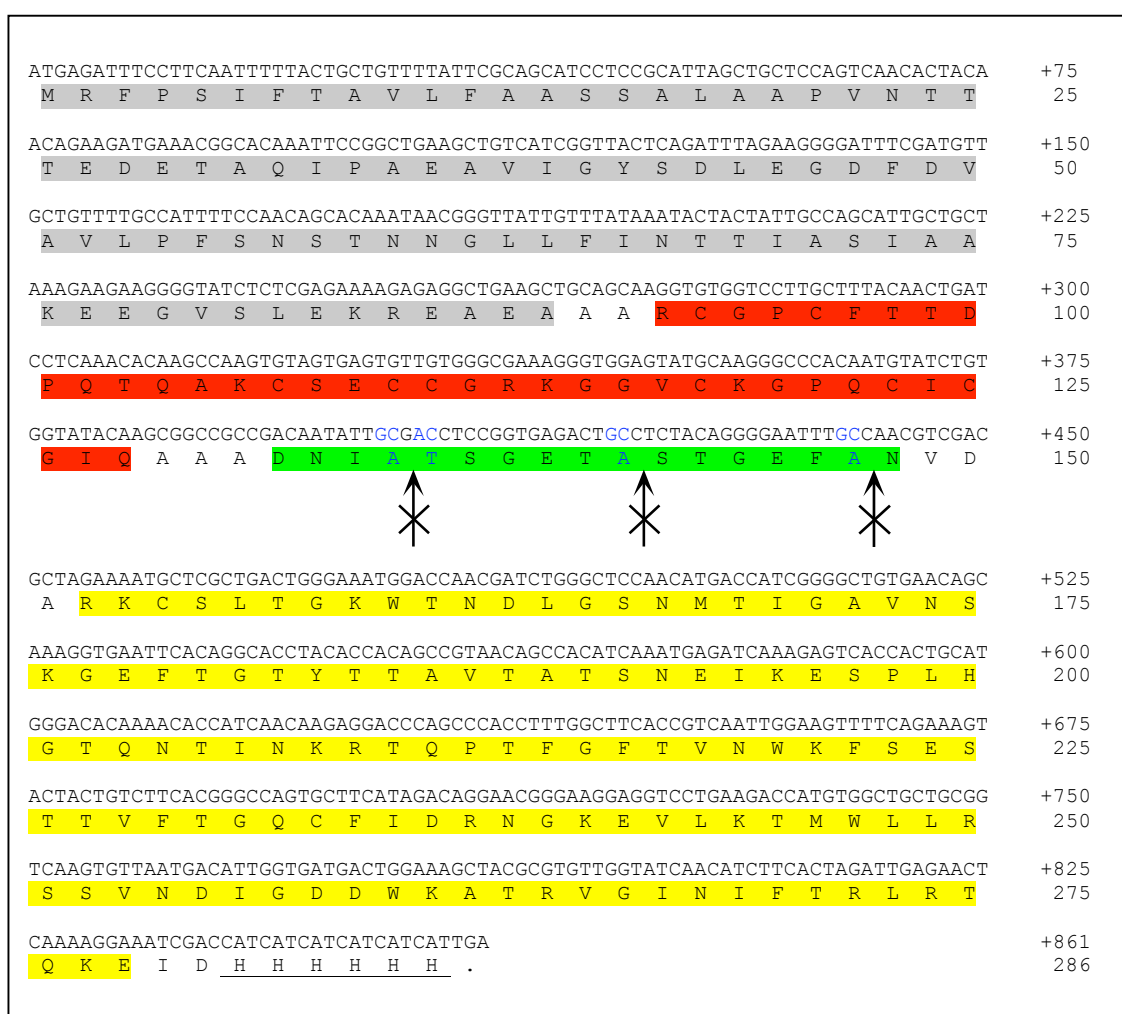 ATGAGATTTCCTTCAATTTTTACTGCTGTTTTATTCGCAGCATCCTCCGCATTAGCTGCTCCAGTCAACACTACA +75
M R F P S I F T A V L F A A S S A L A A P V N T T 25
ACAGAAGATGAAACGGCACAAATTCCGGCTGAAGCTGTCATCGGTTACTCAGATTTAGAAGGGGATTTCGATGTT +150
T E D E T A Q I P A E A V I G Y S D L E G D F D V 50
GCTGTTTTGCCATTTTCCAACAGCACAAATAACGGGTTATTGTTTATAAATACTACTATTGCCAGCATTGCTGCT +225
A V L P F S N S T N N G L L F I N T T I A S I A A 75
AAAGAAGAAGGGGTATCTCTCGAGAAAAGAGAGGCTGAAGCTGCAGCAAGGTGTGGTCCTTGCTTTACAACTGAT +300
K E E G V S L E K R E A E A A A R C G P C F T T D 100
CCTCAAACACAAGCCAAGTGTAGTGAGTGTTGTGGGCGAAAGGGTGGAGTATGCAAGGGCCCACAATGTATCTGT +375
P Q T Q A K C S E C C G R K G G V C K G P Q C I C 125
GGTATACAAGCGGCCGCCGACAATATTGCGACCTCCGGTGAGACTGCCTCTACAGGGGAATTTGCCAACGTCGAC +450
G I Q A A A D N I A T S G E T A S T G E F A N V D 150
GCTAGAAAATGCTCGCTGACTGGGAAATGGACCAACGATCTGGGCTCCAACATGACCATCGGGGCTGTGAACAGC +525
A R K C S L T G K W T N D L G S N M T I G A V N S 175
AAAGGTGAATTCACAGGCACCTACACCACAGCCGTAACAGCCACATCAAATGAGATCAAAGAGTCACCACTGCAT +600
K G E F T G T Y T T A V T A T S N E I K E S P L H 200
GGGACACAAAACACCATCAACAAGAGGACCCAGCCCACCTTTGGCTTCACCGTCAATTGGAAGTTTTCAGAAAGT +675
G T Q N T I N K R T Q P T F G F T V N W K F S E S 225
ACTACTGTCTTCACGGGCCAGTGCTTCATAGACAGGAACGGGAAGGAGGTCCTGAAGACCATGTGGCTGCTGCGG +750
T T V F T G Q C F I D R N G K E V L K T M W L L R 250
TCAAGTGTTAATGACATTGGTGATGACTGGAAAGCTACGCGTGTTGGTATCAACATCTTCACTAGATTGAGAACT +825
S S V N D I G D D W K A T R V G I N I F T R L R T 275
CAAAAGGAAATCGACCATCATCATCATCATCATTGA +861
Q K E I D H H H H H H . 286